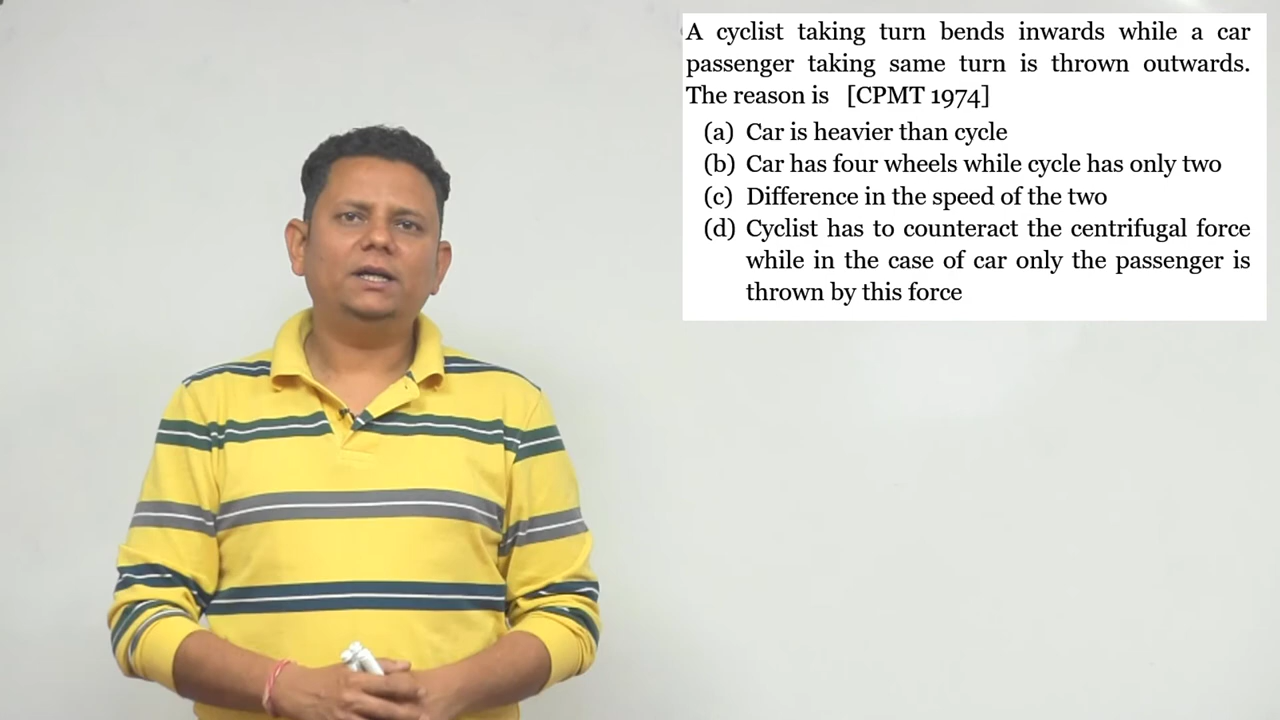 A cyclist taking turn bends inwards while a car
passenger taking same turn is thrown outwards.
The reason is [CPMT 1974]
(a) Car is heavier than cycle
(b) Car has four wheels while cycle has only two
(c) Difference in the speed of the two
(d) Cyclist has to counteract the centrifugal force
while in the case of car only the passenger is
thrown by this force